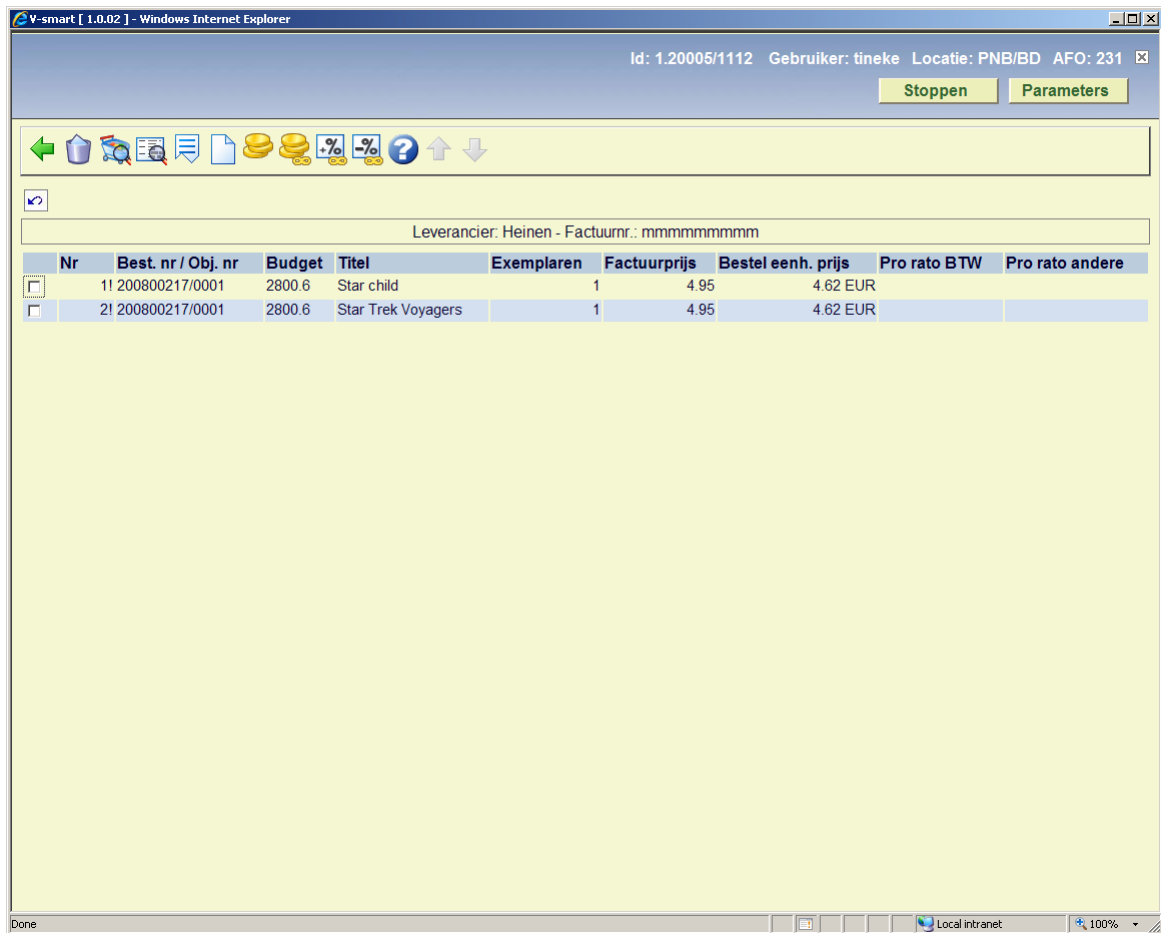 V-smart [ 1.0.02 ] - Windows Internet Explorer
Id: 1.20005/1112 Gebruiker: tineke Locatie: PNB/BD AFO: 231
Stoppen Parameters
+% -% ?
Leverancier: Heinen - Factuurnr.: mmmmmmmmmm
Nr Best. nr / Obj. nr Budget Titel Exemplaren Factuurprijs Bestel eenh. prijs Pro rato BTW Pro rato andere
1! 200800217/0001 2800.6 Star child 1 4.95 4.62 EUR
2! 200800217/0001 2800.6 Star Trek Voyagers 1 4.95 4.62 EUR
Done Local intranet 100%